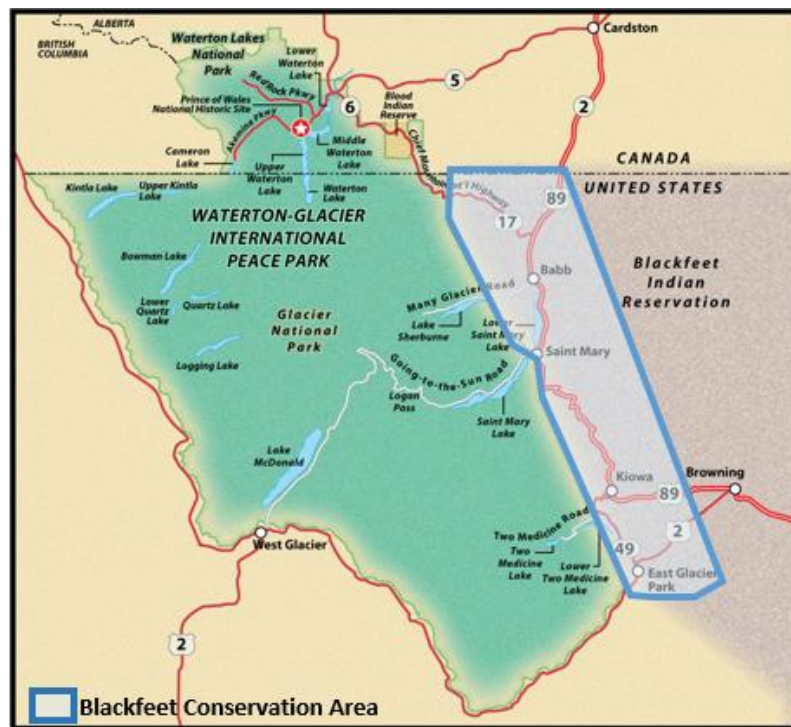 ALBERTA
BRITISH
COLUMBIA
Waterton Lakes
National
Park
Lower
Waterton
Lake
Cardston
Red Rock Pkwy
5
Prince of Wales
National Historic Site
6
Blood
Indian
Reserve
2
Akamina Pkwy
Cameron
Lake
Middle
Waterton
Lake
Upper
Waterton
Lake
Waterton
Lake
Chief Mountain Int'l Highway
CANADA
UNITED STATES
Kintla Lake
Upper Kintla
Lake
WATERTON-GLACIER
INTERNATIONAL
PEACE PARK
17
89
Bowman Lake
Babb
Blackfeet
Indian
Reservation
Many Glacier Road
Lower
Quartz
Lake
Quartz Lake
Glacier
National
Park
Lake
Sherburne
Lower
Saint Mary
Lake
Logging Lake
Saint Mary
Going-to-the-Sun Road
Logan
Pass
Saint Mary
Lake
Lake
McDonald
Kiowa
Browning
89
West Glacier
Two Medicine Road
2
Two
Medicine
Lake
49
Lower
Two Medicine
Lake
East Glacier
Park
2
Blackfeet Conservation Area